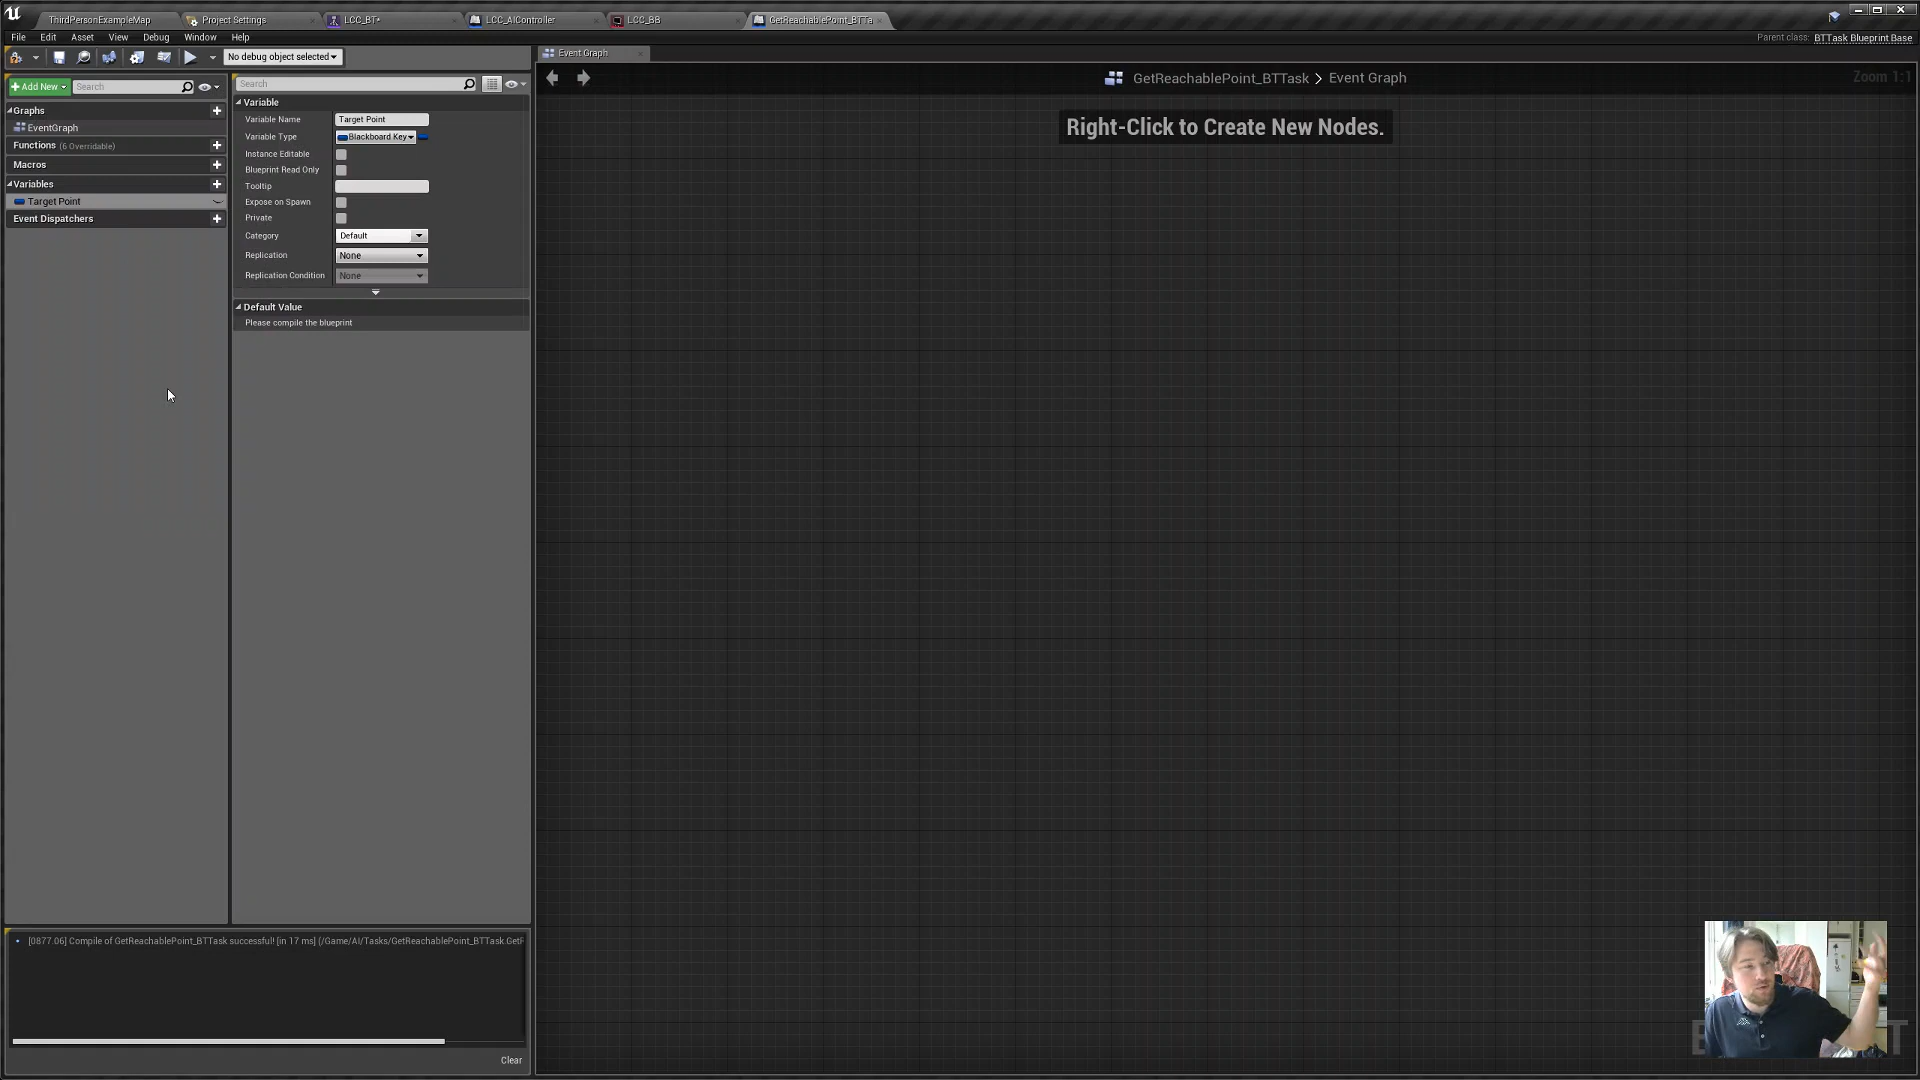 ThirdPersonExampleMap
Project Settings
LCC_BT*
LCC_AIController
LCC_BB
GetReachablePoint_BTTa
File Edit Asset View Debug Window Help
Parent class: BTTask Blueprint Base
No debug object selected
Event Graph
Add New
Search
Search
GetReachablePoint_BTTask > Event Graph
Zoom 1:1
Graphs
EventGraph
Functions (6 Overridable)
Macros
Variables
Target Point
Event Dispatchers
Variable
Variable Name Target Point
Variable Type Blackboard Key
Instance Editable
Blueprint Read Only
Tooltip
Expose on Spawn
Private
Category Default
Replication None
Replication Condition None
Default Value
Please compile the blueprint
Right-Click to Create New Nodes.
[0877.06] Compile of GetReachablePoint_BTTask successful! [in 17 ms] (/Game/AI/Tasks/GetReachablePoint_BTTask.GetR
Clear